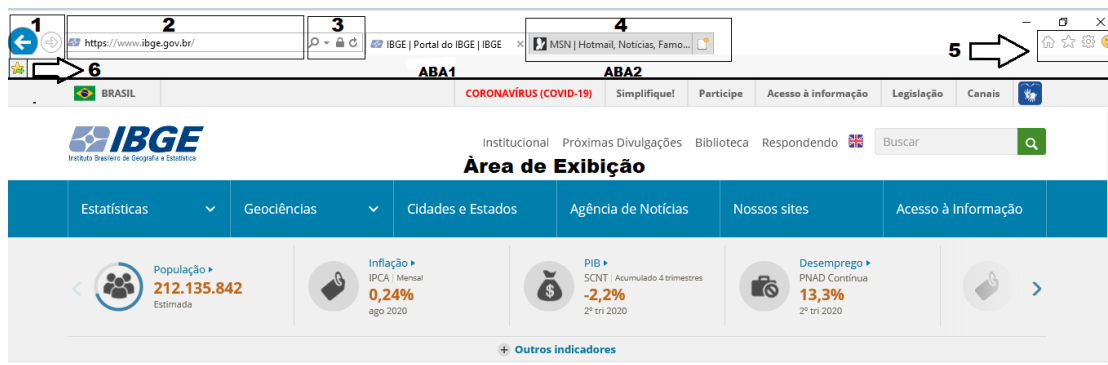 1 2 3 4
https://www.ibge.gov.br/ IBGE | Portal do IBGE | IBGE × MSN | Hotmail, Notícias, Famo... 5
6 ABA1 ABA2
BRASIL CORONAVÍRUS (COVID-19) Simplifique! Participe Acesso à informação Legislação Canais
IBGE
Instituto Brasileiro de Geografia e Estatística
Institucional Próximas Divulgações Biblioteca Respondendo Buscar
Àrea de Exibição
Estatísticas Geociências Cidades e Estados Agência de Notícias Nossos sites Acesso à Informação
População
212.135.842
Estimada
Inflação
IPCA | Mensal
0,24%
ago 2020
PIB
SCNT | Acumulado 4 trimestres
-2,2%
2º tri 2020
Desemprego
PNAD Contínua
13,3%
2º tri 2020
Outros indicadores